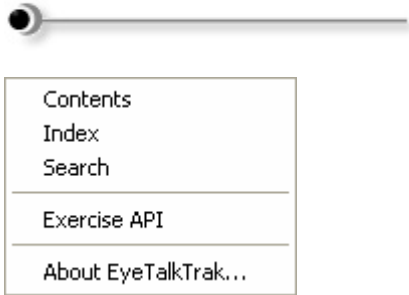 Contents
Index
Search
Exercise API
About EyeTalkTrak...